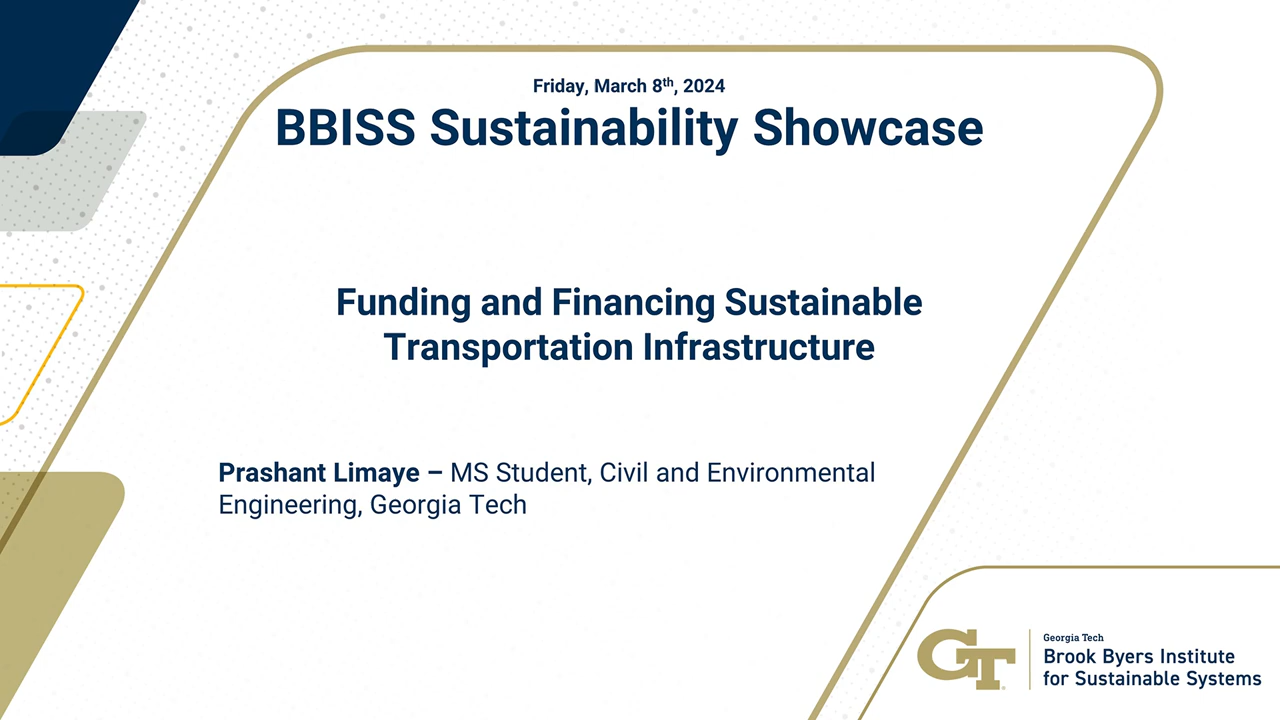 Friday, March 8th, 2024
BBISS Sustainability Showcase
Funding and Financing Sustainable
Transportation Infrastructure
Prashant Limaye – MS Student, Civil and Environmental
Engineering, Georgia Tech
GT
Georgia Tech
Brook Byers Institute
for Sustainable Systems